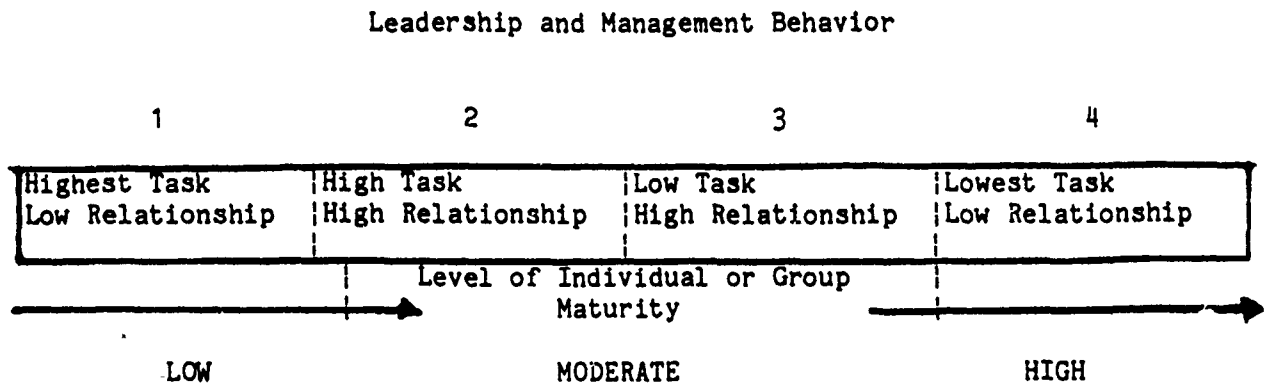 Leadership and Management Behavior
1 2 3 4
Highest Task High Task Low Task Lowest Task
Low Relationship High Relationship High Relationship Low Relationship
Level of Individual or Group
Maturity
LOW MODERATE HIGH